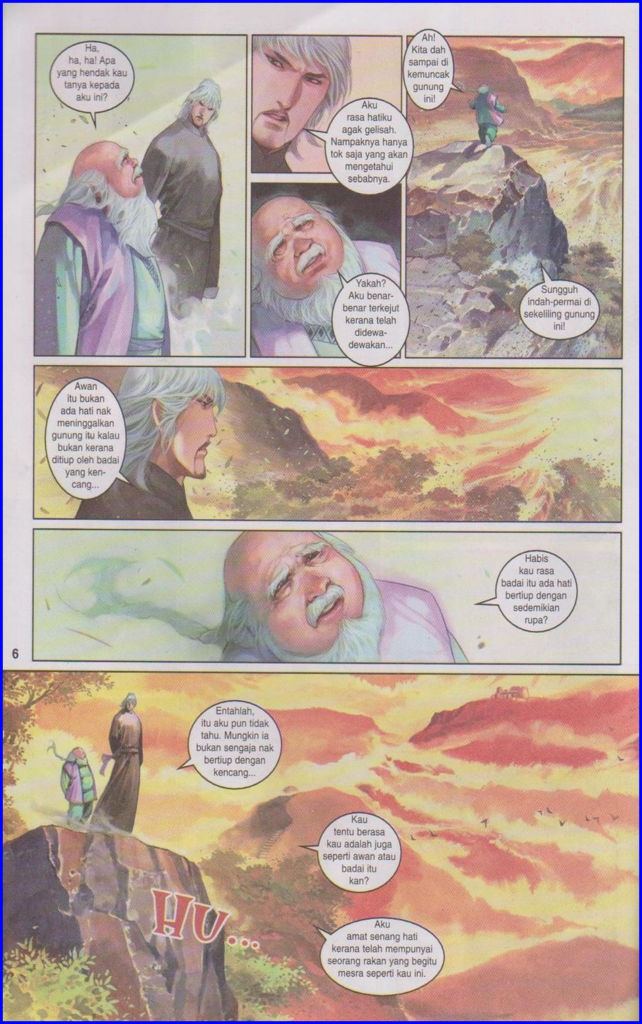 Ha,
ha, ha! Apa
yang hendak kau
tanya kepada
aku ini?
Aku
rasa hatiku
agak gelisah.
Nampaknya hanya
tok saja yang akan
mengetahui
sebabnya.
Yakah?
Aku benar-
benar terkejut
kerana telah
didewa-
dewakan...
Ah!
Kita dah
sampai di
kemuncak
gunung
ini!
Sungguh
indah-permai di
sekeliling gunung
ini!
Awan
itu bukan
ada hati nak
meninggalkan
gunung itu kalau
bukan kerana
ditiup oleh badai
yang ken-
cang...
Habis
kau rasa
badai itu ada hati
bertiup dengan
sedemikian
rupa?
6
Entahlah,
itu aku pun tidak
tahu. Mungkin ia
bukan sengaja nak
bertiup dengan
kencang...
Kau
tentu berasa
kau adalah juga
seperti awan atau
badai itu
kan?
HU...
Aku
amat senang hati
kerana telah mempunyai
seorang rakan yang begitu
mesra seperti kau ini.